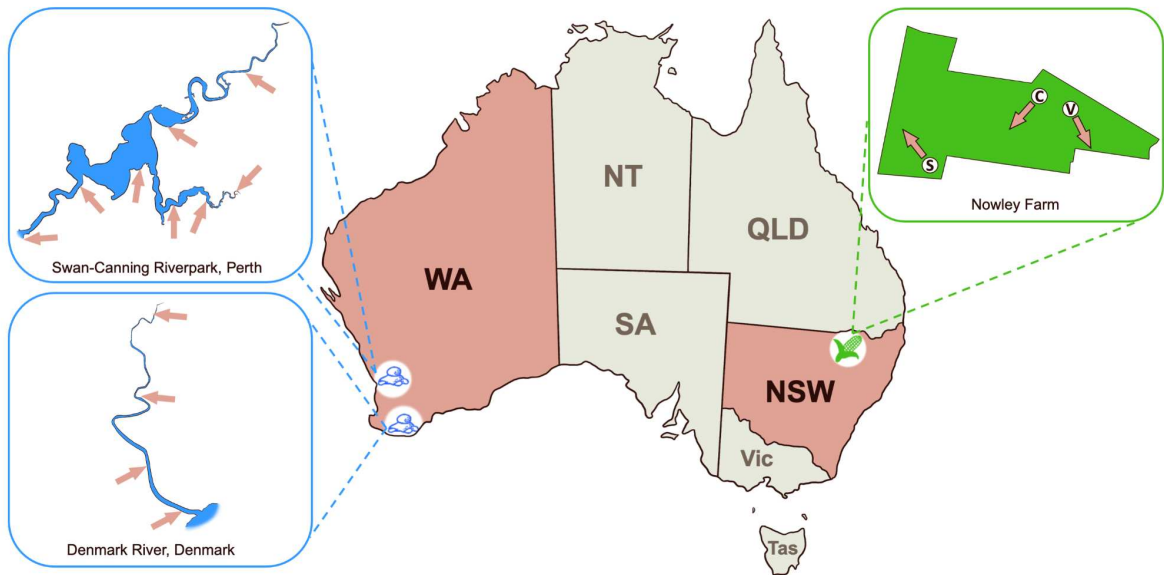 Swan-Canning Riverpark, Perth
Denmark River, Denmark
WA
NT
QLD
SA
NSW
Vic
Tas
C
V
S
Nowley Farm